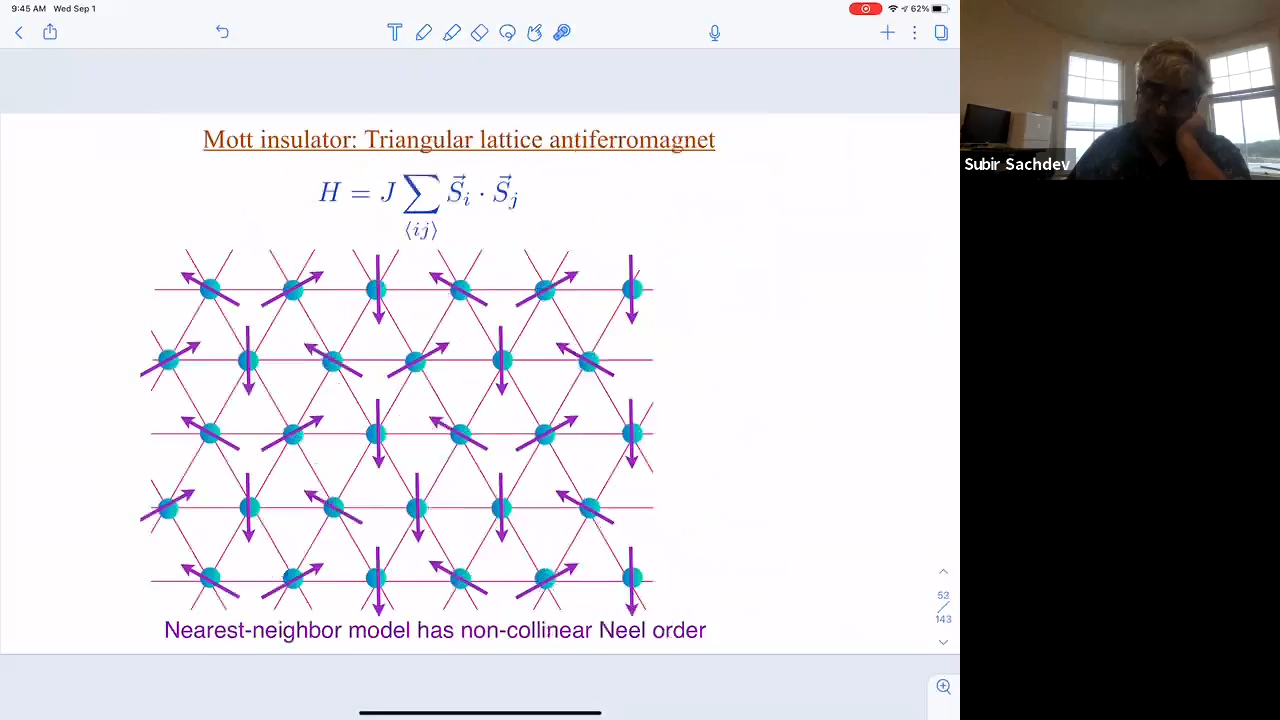 9:45 AM Wed Sep 1
62%
Mott insulator: Triangular lattice antiferromagnet
H = J ∑ S⃗i · S⃗j
⟨ij⟩
Nearest-neighbor model has non-collinear Neel order
52
143
Subir Sachdev